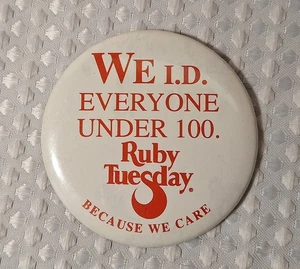 WE I.D.
EVERYONE
UNDER 100.
Ruby
Tuesday®
BECAUSE WE CARE